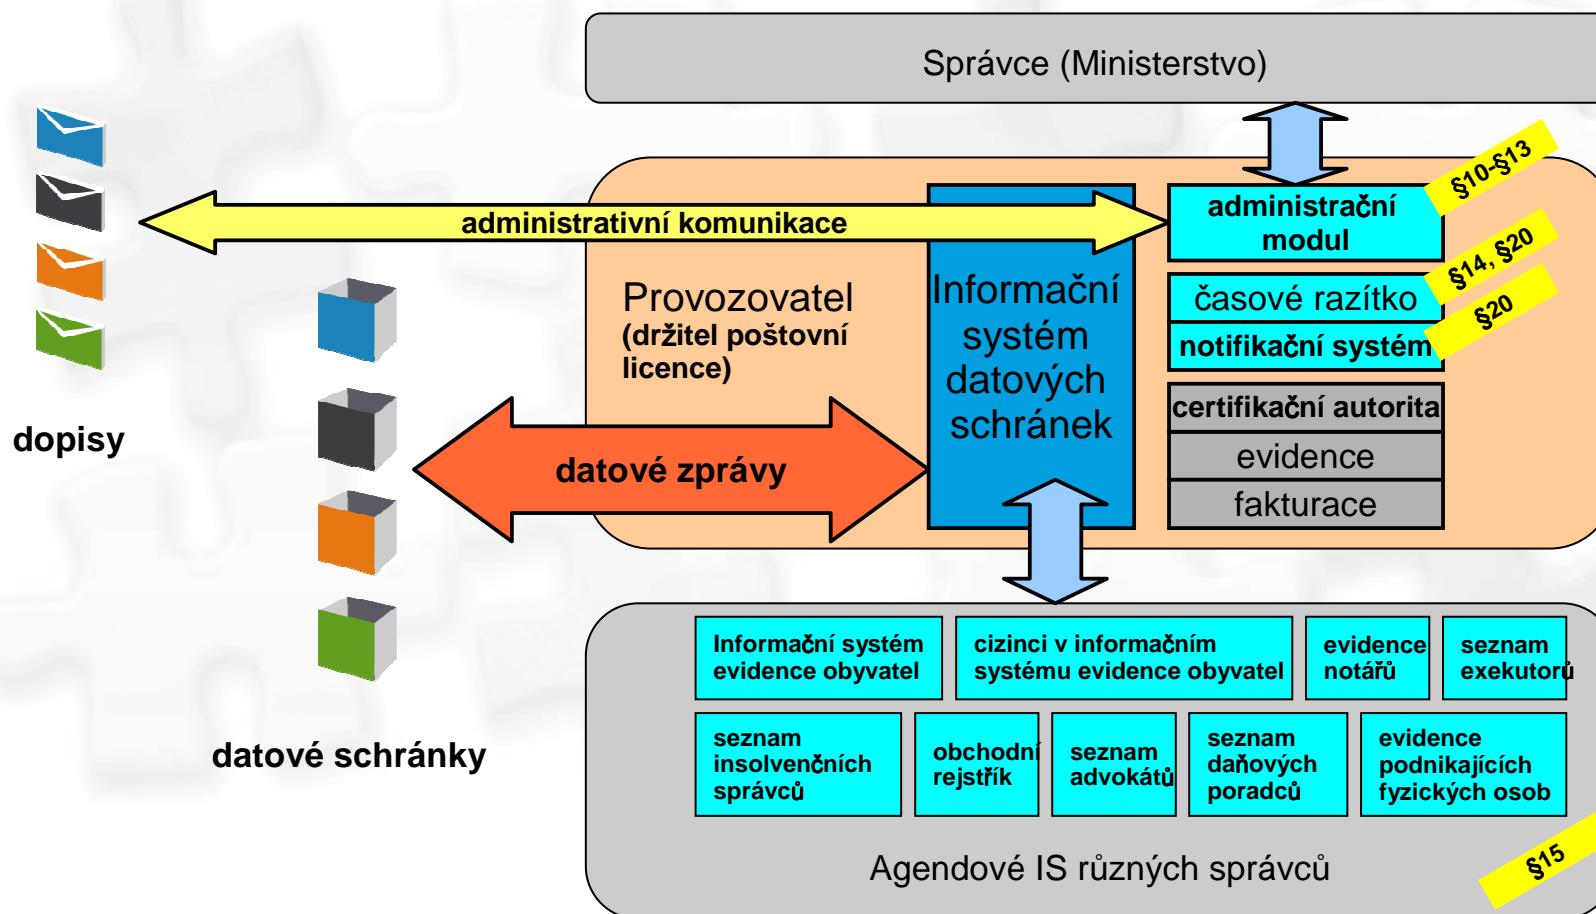 Správce (Ministerstvo)
§10-§13
administrativní komunikace
administrační
modul
§14, §20
Provozovatel
(držitel poštovní
licence)
Informační
systém
datových
schránek
časové razítko
§20
notifikační systém
certifikační autorita
evidence
fakturace
dopisy
datové zprávy
datové schránky
Informační systém
evidence obyvatel
cizinci v informačním
systému evidence obyvatel
evidence
notářů
seznam
exekutorů
seznam
insolvenčních
správců
obchodní
rejstřík
seznam
advokátů
seznam
daňových
poradců
evidence
podnikajících
fyzických osob
Agendové IS různých správců
§15